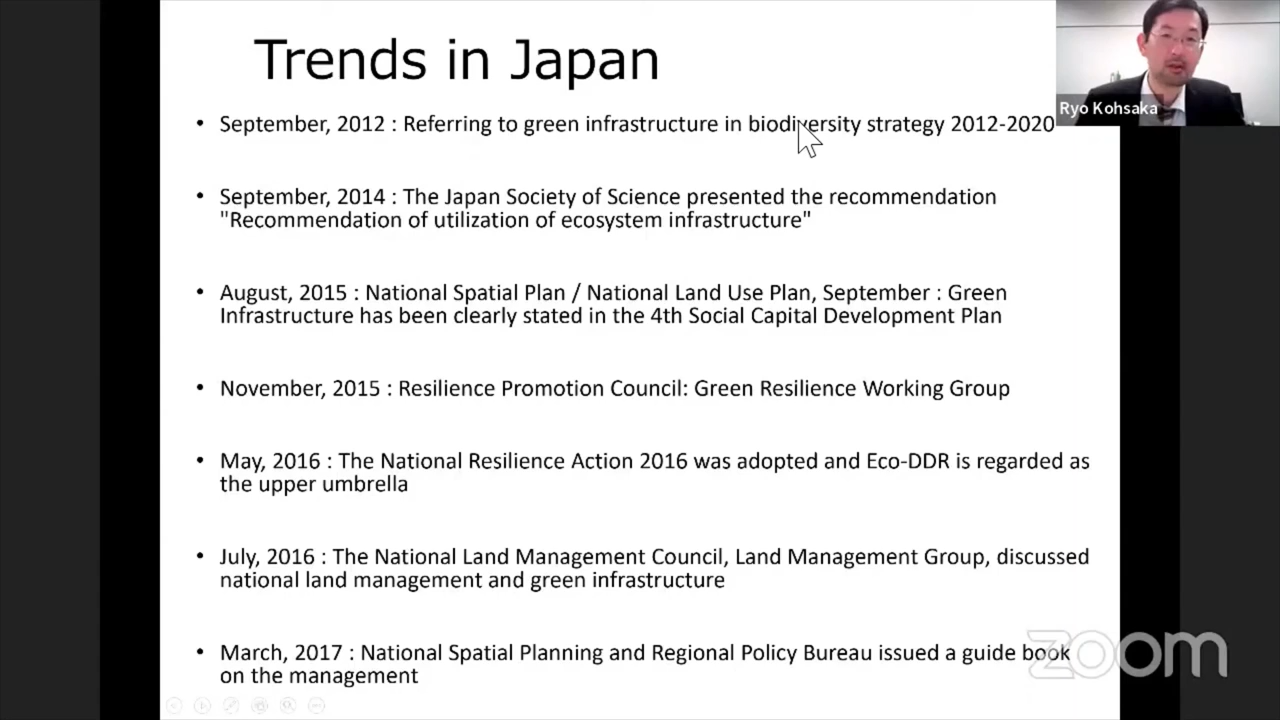 Trends in Japan
Ryo Kohsaka
• September, 2012 : Referring to green infrastructure in biodiversity strategy 2012-2020
• September, 2014 : The Japan Society of Science presented the recommendation
"Recommendation of utilization of ecosystem infrastructure"
• August, 2015 : National Spatial Plan / National Land Use Plan, September : Green
Infrastructure has been clearly stated in the 4th Social Capital Development Plan
• November, 2015 : Resilience Promotion Council: Green Resilience Working Group
• May, 2016 : The National Resilience Action 2016 was adopted and Eco-DDR is regarded as
the upper umbrella
• July, 2016 : The National Land Management Council, Land Management Group, discussed
national land management and green infrastructure
• March, 2017 : National Spatial Planning and Regional Policy Bureau issued a guide book
on the management
zoom